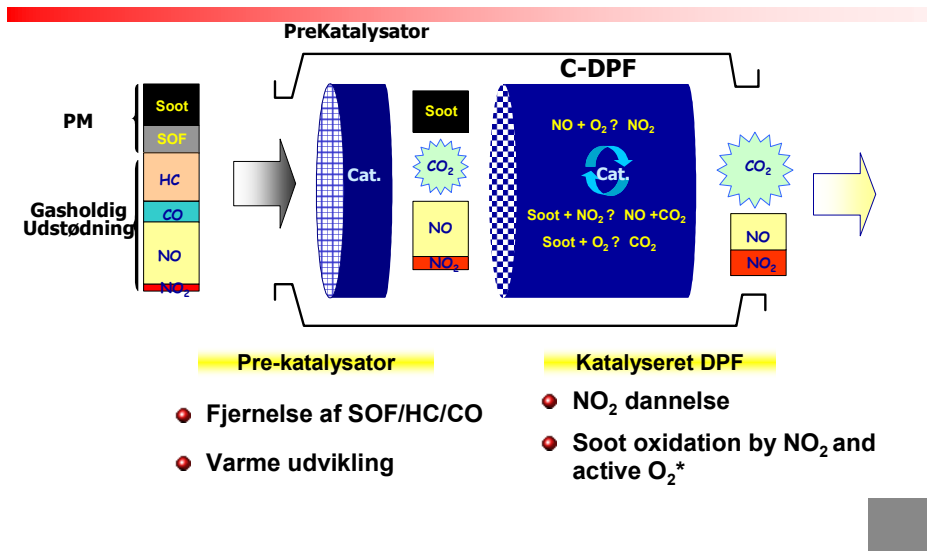 PreKatalysator
C-DPF
PM
Soot
SOF
HC
Gasholdig
Udstødning
CO
NO
NO₂
Cat.
Soot
CO₂
NO
NO₂
NO + O₂ ? NO₂
Cat.
Soot + NO₂ ? NO +CO₂
Soot + O₂ ? CO₂
CO₂
NO
NO₂
Pre-katalysator
Fjernelse af SOF/HC/CO
Varme udvikling
Katalyseret DPF
NO₂ dannelse
Soot oxidation by NO₂ and
active O₂*